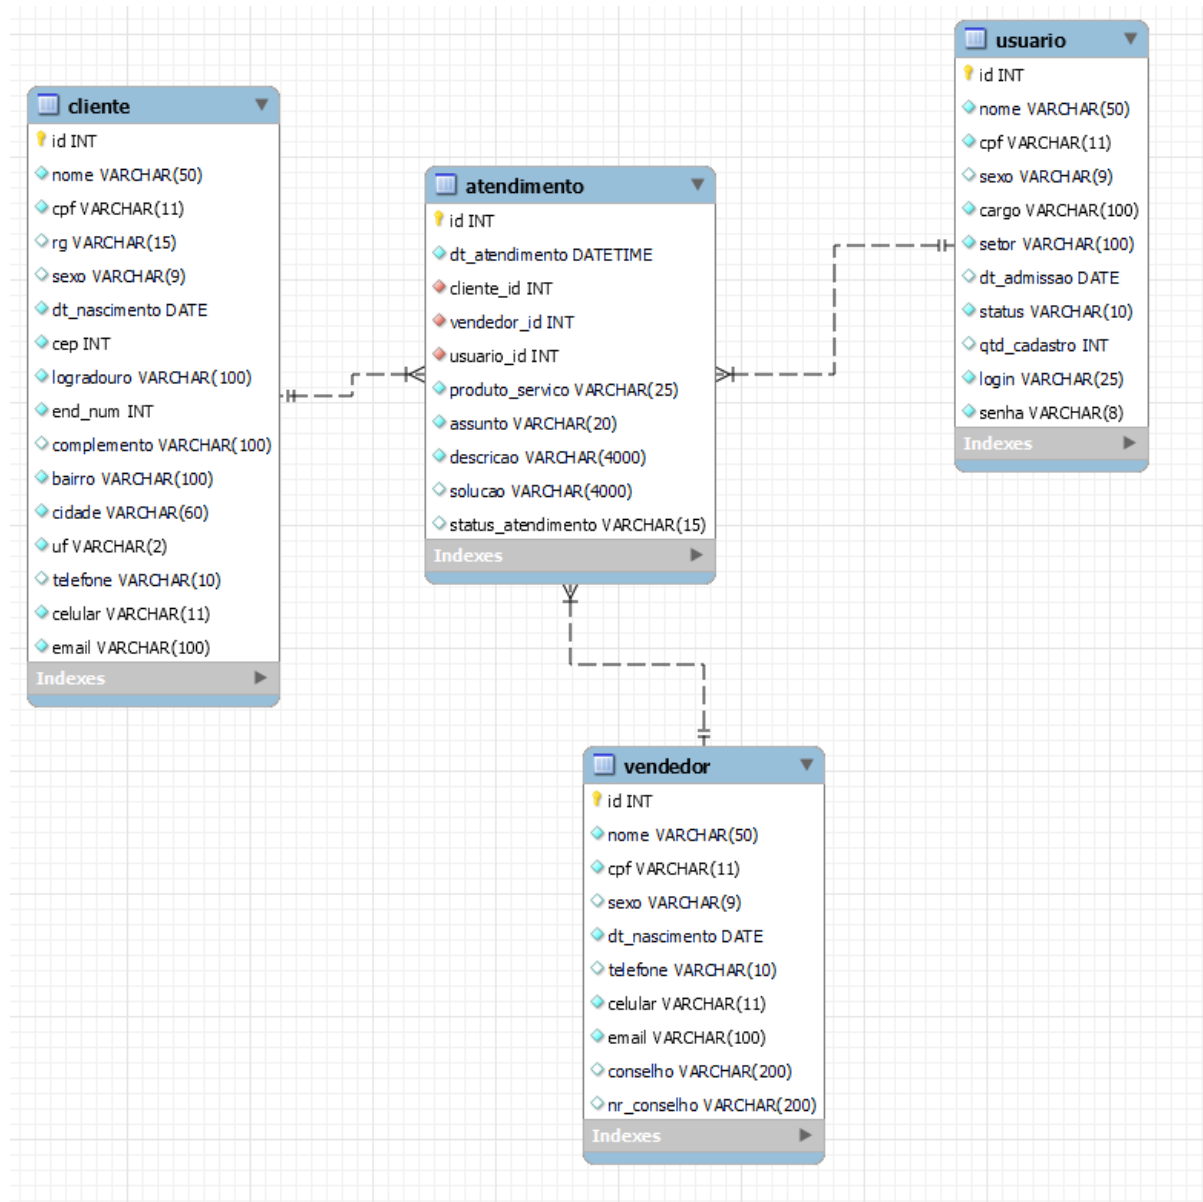 cliente
id INT
nome VARCHAR(50)
cpf VARCHAR(11)
rg VARCHAR(15)
sexo VARCHAR(9)
dt_nascimento DATE
cep INT
logradouro VARCHAR(100)
end_num INT
complemento VARCHAR(100)
bairro VARCHAR(100)
cidade VARCHAR(60)
uf VARCHAR(2)
telefone VARCHAR(10)
celular VARCHAR(11)
email VARCHAR(100)
Indexes
atendimento
id INT
dt_atendimento DATETIME
cliente_id INT
vendedor_id INT
usuario_id INT
produto_servico VARCHAR(25)
assunto VARCHAR(20)
descricao VARCHAR(4000)
solucao VARCHAR(4000)
status_atendimento VARCHAR(15)
Indexes
usuario
id INT
nome VARCHAR(50)
cpf VARCHAR(11)
sexo VARCHAR(9)
cargo VARCHAR(100)
setor VARCHAR(100)
dt_admissao DATE
status VARCHAR(10)
qtd_cadastro INT
login VARCHAR(25)
senha VARCHAR(8)
Indexes
vendedor
id INT
nome VARCHAR(50)
cpf VARCHAR(11)
sexo VARCHAR(9)
dt_nascimento DATE
telefone VARCHAR(10)
celular VARCHAR(11)
email VARCHAR(100)
conselho VARCHAR(200)
nr_conselho VARCHAR(200)
Indexes